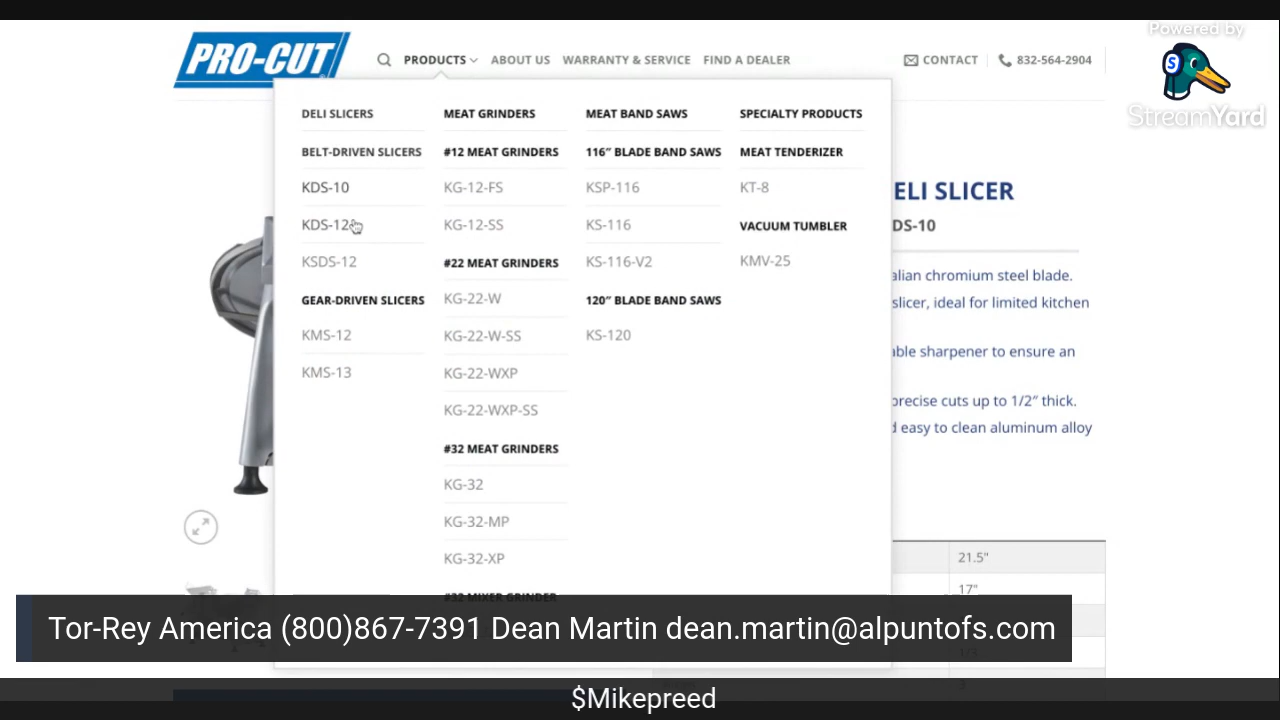 Powered by
StreamYard
PRO-CUT
PRODUCTS
ABOUT US
WARRANTY & SERVICE
FIND A DEALER
CONTACT
832-564-2904
DELI SLICERS
BELT-DRIVEN SLICERS
KDS-10
KDS-12
KSDS-12
GEAR-DRIVEN SLICERS
KMS-12
KMS-13
MEAT GRINDERS
#12 MEAT GRINDERS
KG-12-FS
KG-12-SS
#22 MEAT GRINDERS
KG-22-W
KG-22-W-SS
KG-22-WXP
KG-22-WXP-SS
#32 MEAT GRINDERS
KG-32
KG-32-MP
KG-32-XP
#32 MIXER GRINDER
MEAT BAND SAWS
116″ BLADE BAND SAWS
KSP-116
KS-116
KS-116-V2
120″ BLADE BAND SAWS
KS-120
SPECIALTY PRODUCTS
MEAT TENDERIZER
KT-8
VACUUM TUMBLER
KMV-25
ELI SLICER
DS-10
alian chromium steel blade.
slicer, ideal for limited kitchen
able sharpener to ensure an
precise cuts up to 1/2″ thick.
d easy to clean aluminum alloy
21.5"
17"
1/3
Tor-Rey America (800)867-7391 Dean Martin dean.martin@alpuntofs.com
$Mikepreed